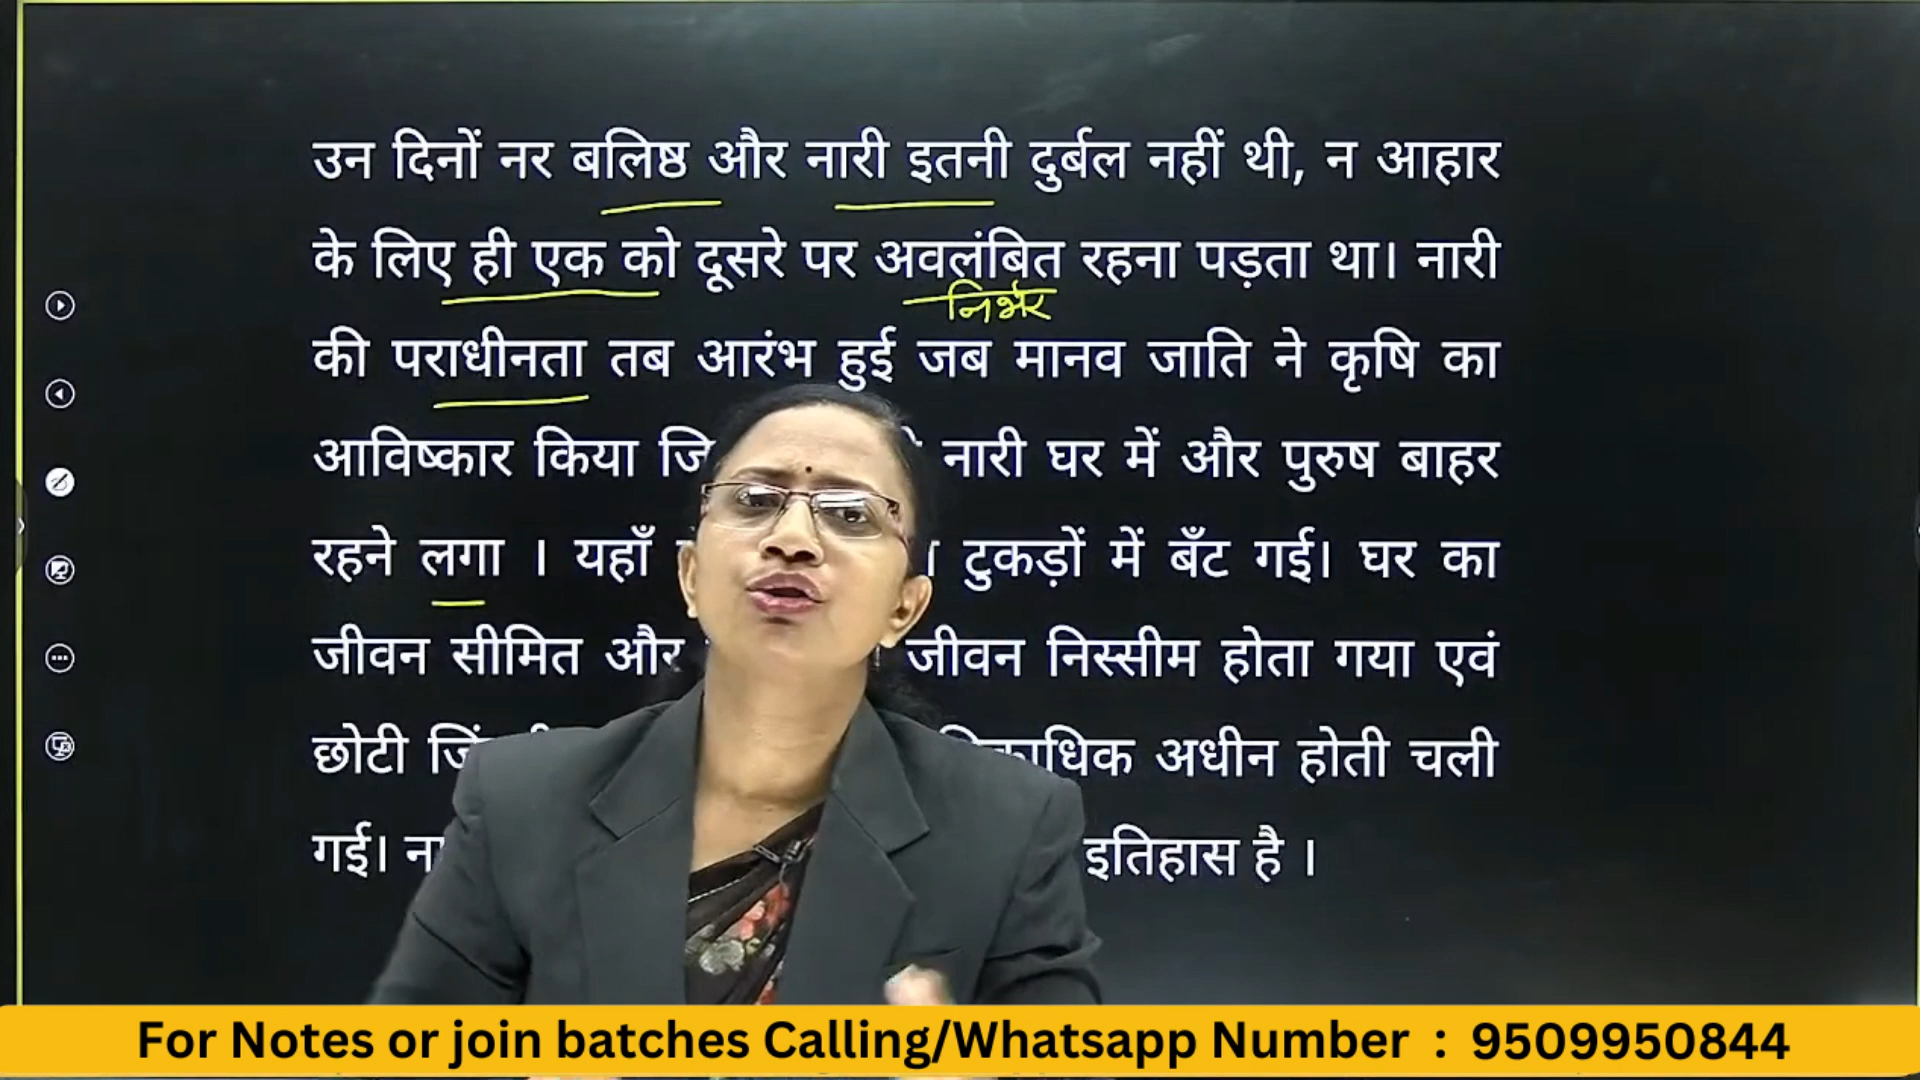 उन दिनों नर बलिष्ठ और नारी इतनी दुर्बल नहीं थी, न आहार
के लिए ही एक को दूसरे पर अवलंबित रहना पड़ता था। नारी
निर्भर
की पराधीनता तब आरंभ हुई जब मानव जाति ने कृषि का
आविष्कार किया नारी घर में और पुरुष बाहर
रहने लगा । यहाँ टुकड़ों में बँट गई। घर का
जीवन सीमित और जीवन निस्सीम होता गया एवं
छोटी अधीन होती चली
गई। इतिहास है ।
For Notes or join batches Calling/Whatsapp Number : 9509950844